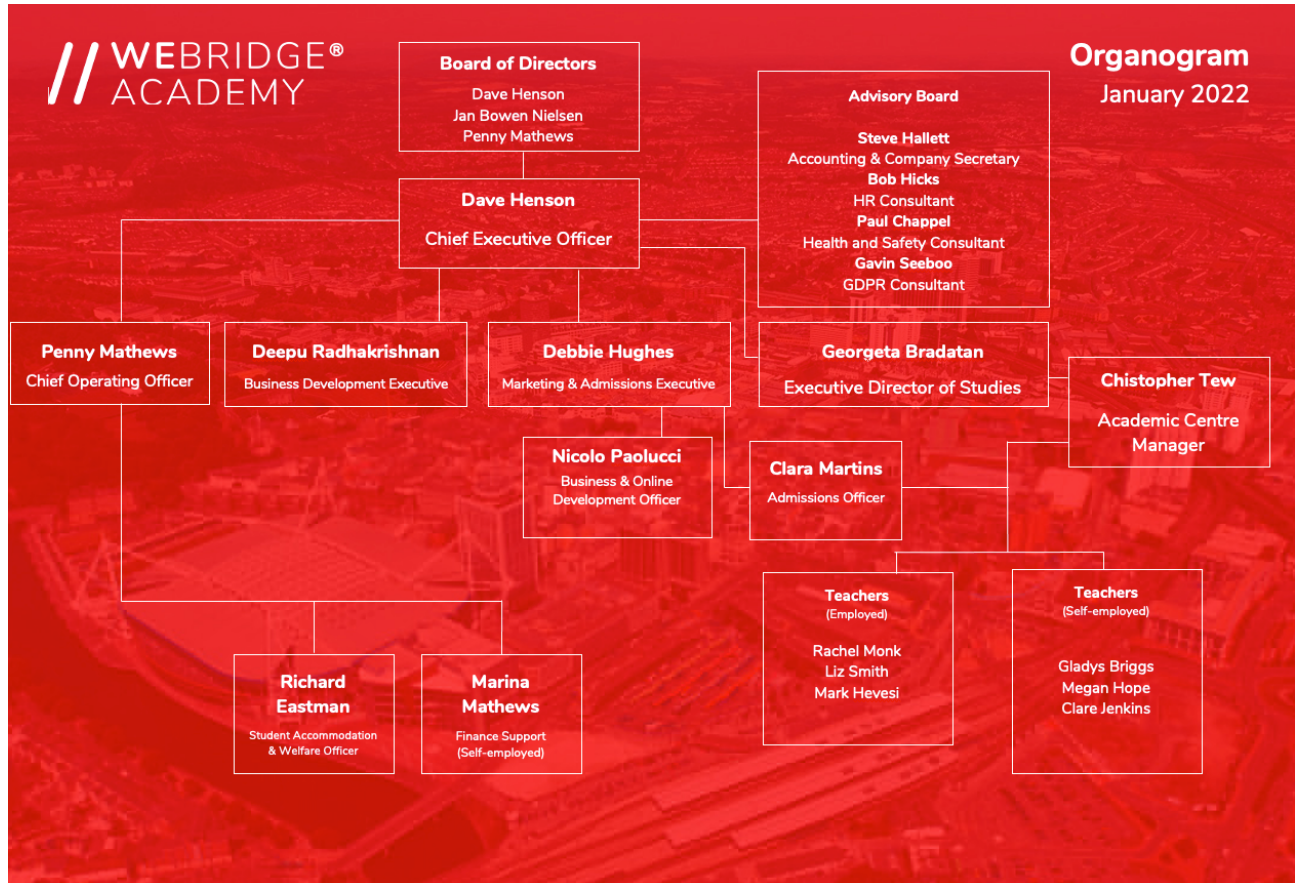 WEBRIDGE®
ACADEMY
Organogram
January 2022
Board of Directors
Dave Henson
Jan Bowen Nielsen
Penny Mathews
Advisory Board
Steve Hallett
Accounting & Company Secretary
Bob Hicks
HR Consultant
Paul Chappel
Health and Safety Consultant
Gavin Seeboo
GDPR Consultant
Dave Henson
Chief Executive Officer
Penny Mathews
Chief Operating Officer
Deepu Radhakrishnan
Business Development Executive
Debbie Hughes
Marketing & Admissions Executive
Georgeta Bradatan
Executive Director of Studies
Chistopher Tew
Academic Centre
Manager
Nicolo Paolucci
Business & Online
Development Officer
Clara Martins
Admissions Officer
Teachers
(Employed)
Rachel Monk
Liz Smith
Mark Hevesi
Teachers
(Self-employed)
Gladys Briggs
Megan Hope
Clare Jenkins
Richard
Eastman
Student Accommodation
& Welfare Officer
Marina
Mathews
Finance Support
(Self-employed)